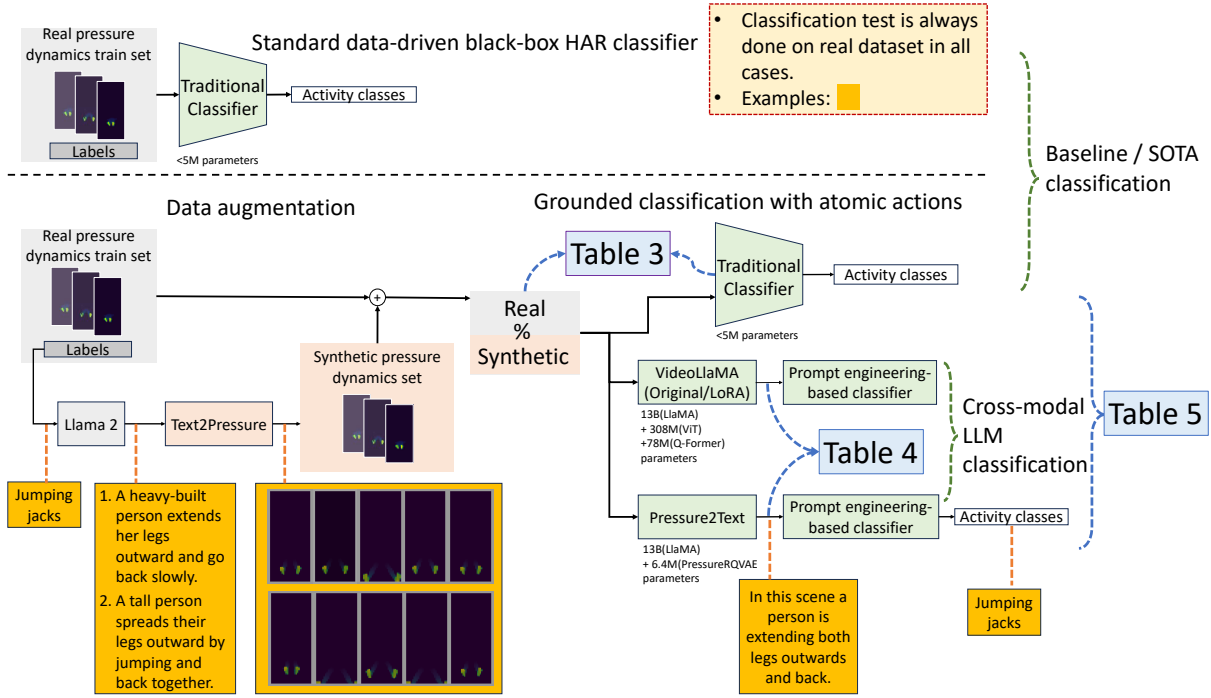 Real pressure
dynamics train set
Labels
Standard data-driven black-box HAR classifier
Traditional
Classifier
<5M parameters
Activity classes
• Classification test is always
done on real dataset in all
cases.
• Examples:
Baseline / SOTA
classification
Data augmentation
Real pressure
dynamics train set
Labels
Llama 2
Text2Pressure
Synthetic pressure
dynamics set
+
Real
%
Synthetic
Grounded classification with atomic actions
Table 3
Traditional
Classifier
<5M parameters
Activity classes
VideoLlaMA
(Original/LoRA)
13B(LlaMA)
+ 308M(ViT)
+78M(Q-Former)
parameters
Prompt engineering-
based classifier
Table 4
Cross-modal
LLM
classification
Table 5
Pressure2Text
13B(LlaMA)
+ 6.4M(PressureRQVAE
parameters
Prompt engineering-
based classifier
Activity classes
Jumping
jacks
1. A heavy-built
person extends
her legs
outward and go
back slowly.
2. A tall person
spreads their
legs outward by
jumping and
back together.
In this scene a
person is
extending both
legs outwards
and back.
Jumping
jacks